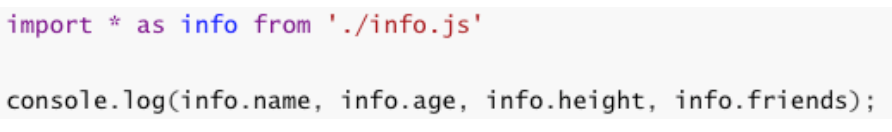 import * as info from './info.js'
console.log(info.name, info.age, info.height, info.friends);